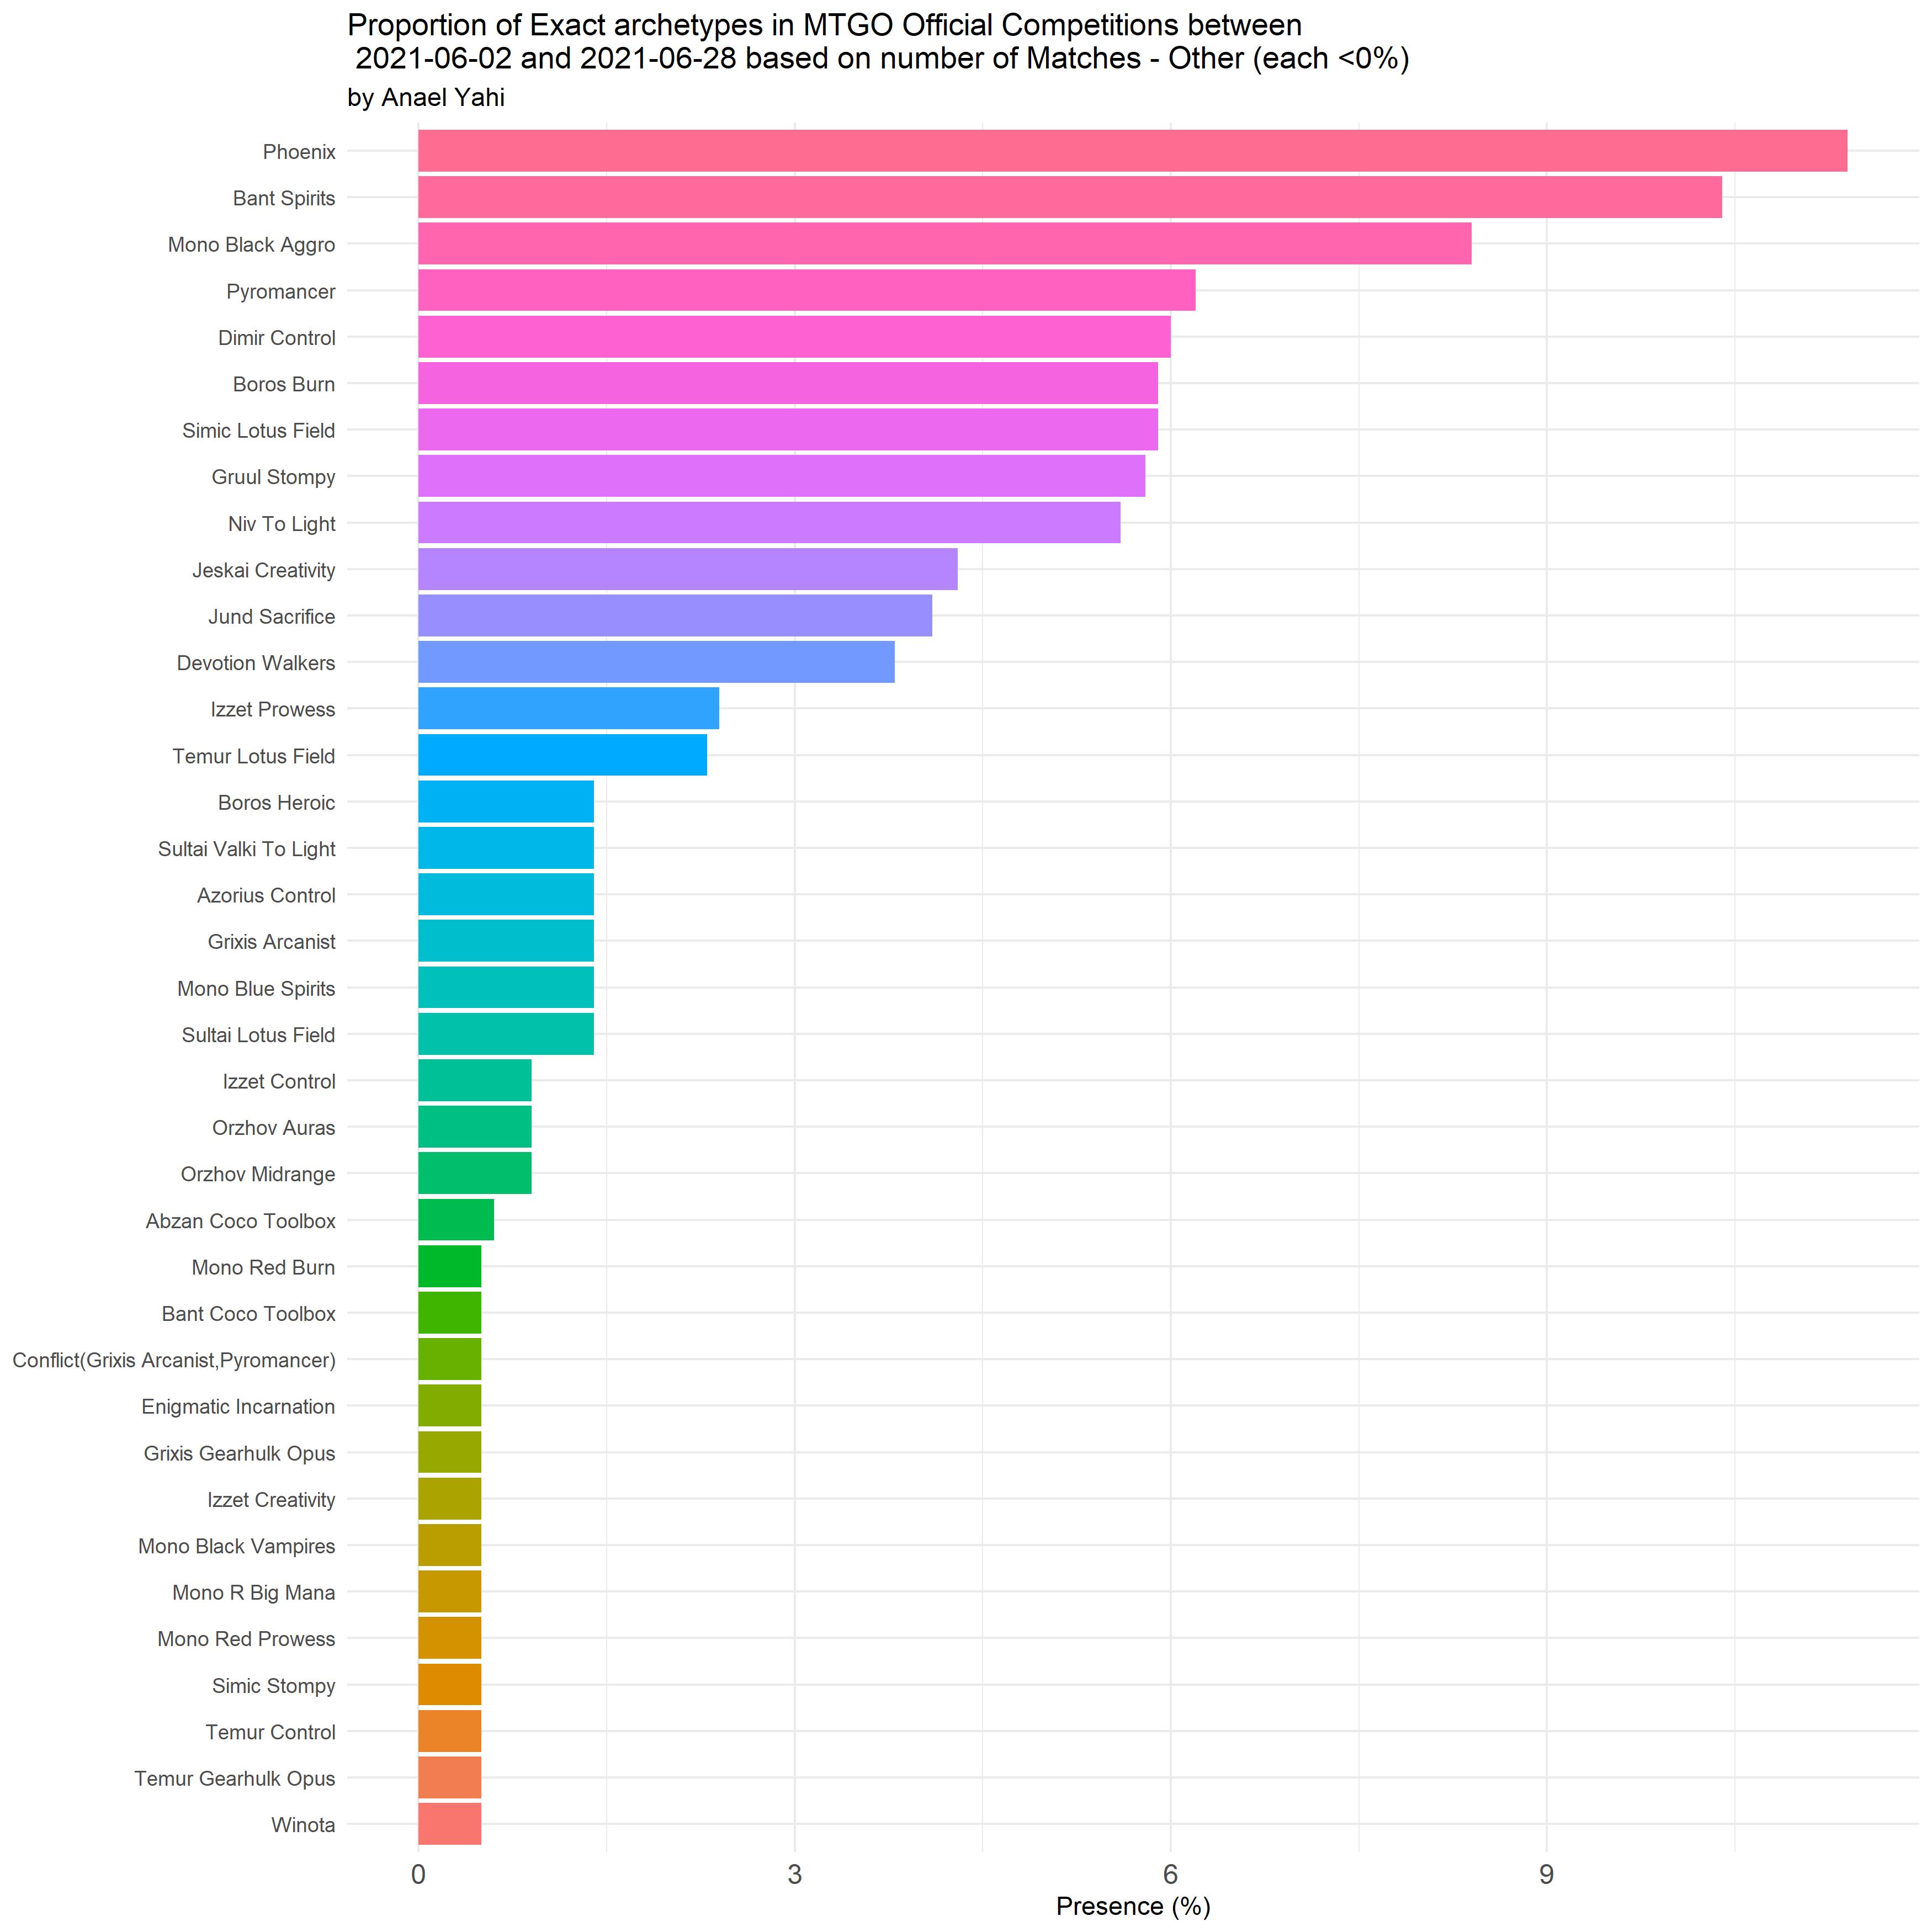 Proportion of Exact archetypes in MTGO Official Competitions between
2021-06-02 and 2021-06-28 based on number of Matches - Other (each <0%)
by Anael Yahi
Phoenix
Bant Spirits
Mono Black Aggro
Pyromancer
Dimir Control
Boros Burn
Simic Lotus Field
Gruul Stompy
Niv To Light
Jeskai Creativity
Jund Sacrifice
Devotion Walkers
Izzet Prowess
Temur Lotus Field
Boros Heroic
Sultai Valki To Light
Azorius Control
Grixis Arcanist
Mono Blue Spirits
Sultai Lotus Field
Izzet Control
Orzhov Auras
Orzhov Midrange
Abzan Coco Toolbox
Mono Red Burn
Bant Coco Toolbox
Conflict(Grixis Arcanist,Pyromancer)
Enigmatic Incarnation
Grixis Gearhulk Opus
Izzet Creativity
Mono Black Vampires
Mono R Big Mana
Mono Red Prowess
Simic Stompy
Temur Control
Temur Gearhulk Opus
Winota
0 3 6 9
Presence (%)